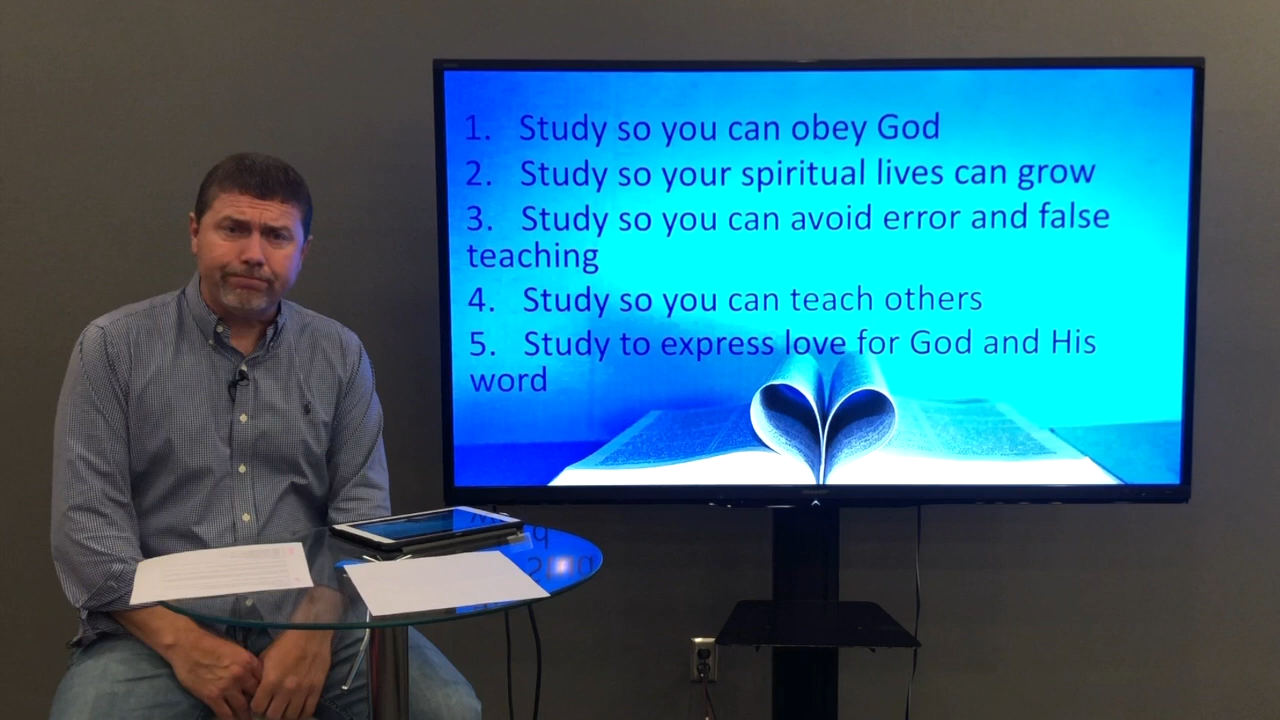 1. Study so you can obey God
2. Study so your spiritual lives can grow
3. Study so you can avoid error and false
teaching
4. Study so you can teach others
5. Study to express love for God and His
word